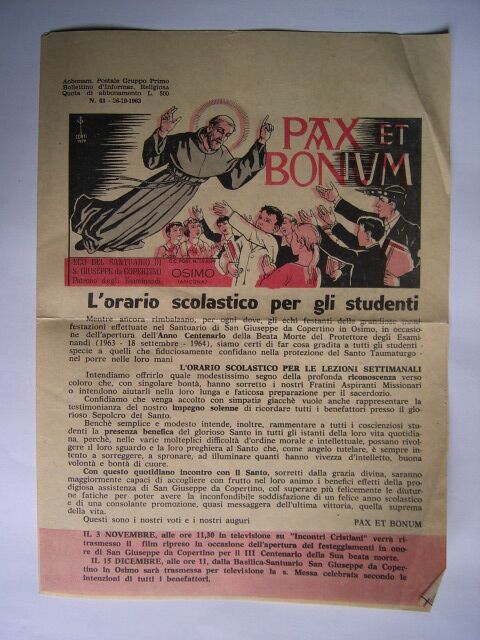 Abbonam. Postale Gruppo Primo
Bollettino d'Informaz. Religiosa
Quota di abbonamento L. 500
N. 41 - 16-10-1963
PAX ET
BONUM
ECO DEL SANTUARIO DI
S. GIUSEPPE da COPERTINO
Patrono degli Esaminandi
OSIMO
(ANCONA)
L'orario scolastico per gli studenti
Mentre ancora rimbalzano, per ogni dove, gli echi festanti delle grandiose mani-
festazioni effettuate nel Santuario di San Giuseppe da Copertino in Osimo, in occasio-
ne dell'apertura dell'Anno Centenario della Beata Morte del Protettore degli Esami-
nandi (1963 - 18 settembre - 1964), siamo certi di far cosa gradita a tutti gli studenti -
specie a quelli che fiduciosamente confidano nella protezione del Santo Taumaturgo -
nel porre nelle loro mani
L'ORARIO SCOLASTICO PER LE LEZIONI SETTIMANALI
Intendiamo offrirlo quale modestissimo segno della profonda riconoscenza verso
coloro che, con singolare bontà, hanno sorretto i nostri Fratini Aspiranti Missionari
o intendono aiutarli nella loro lunga e faticosa preparazione per il sacerdozio.
Confidiamo che venga accolto con simpatia giacchè vuole anche rappresentare la
testimonianza del nostro impegno solenne di ricordare tutti i benefattori presso il glo-
rioso Sepolcro del Santo.
Benchè semplice e modesto intende, inoltre, rammentare a tutti i coscienziosi stu-
denti la presenza benefica del glorioso Santo in tutti gli istanti della loro vita quotidia-
na, perchè, nelle varie molteplici difficoltà d'ordine morale e intellettuale, possano rivol-
gere il loro sguardo e la loro preghiera al Santo che, come angelo tutelare, è sempre in-
tento a sorreggere, a spronare, ad illuminare quanti hanno viverza d'intelletto, buona
volontà e bontà di cuore.
Con questo quotidiano incontro con il Santo, sorretti dalla grazia divina, saranno
maggiormente capaci di accogliere con frutto nel loro animo i benefici effetti della pro-
digiosa assistenza di San Giuseppe da Copertino, col superare più felicemente le diutur-
ne fatiche per poter avere la inconfondibile soddisfazione di un felice anno scolastico
e di una consolante promozione, quasi messaggera dell'ultima vittoria, quella suprema
della vita.
Questi sono i nostri voti e i nostri auguri
PAX ET BONUM
IL 3 NOVEMBRE, alle ore 11,30 in televisione su "Incontri Cristiani" verrà ri-
trasmesso il film ripreso in occasione dell'apertura dei festeggiamenti in ono-
re di San Giuseppe da Copertino per il III Centenario della Sua beata morte.
IL 15 DICEMBRE, alle ore 11, dalla Basilica-Santuario San Giuseppe da Coper-
tino in Osimo sarà trasmessa per televisione la s. Messa celebrata secondo le
intenzioni di tutti i benefattori.